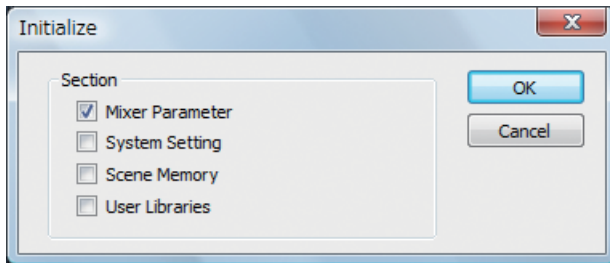 Initialize
Section
Mixer Parameter
System Setting
Scene Memory
User Libraries
OK
Cancel